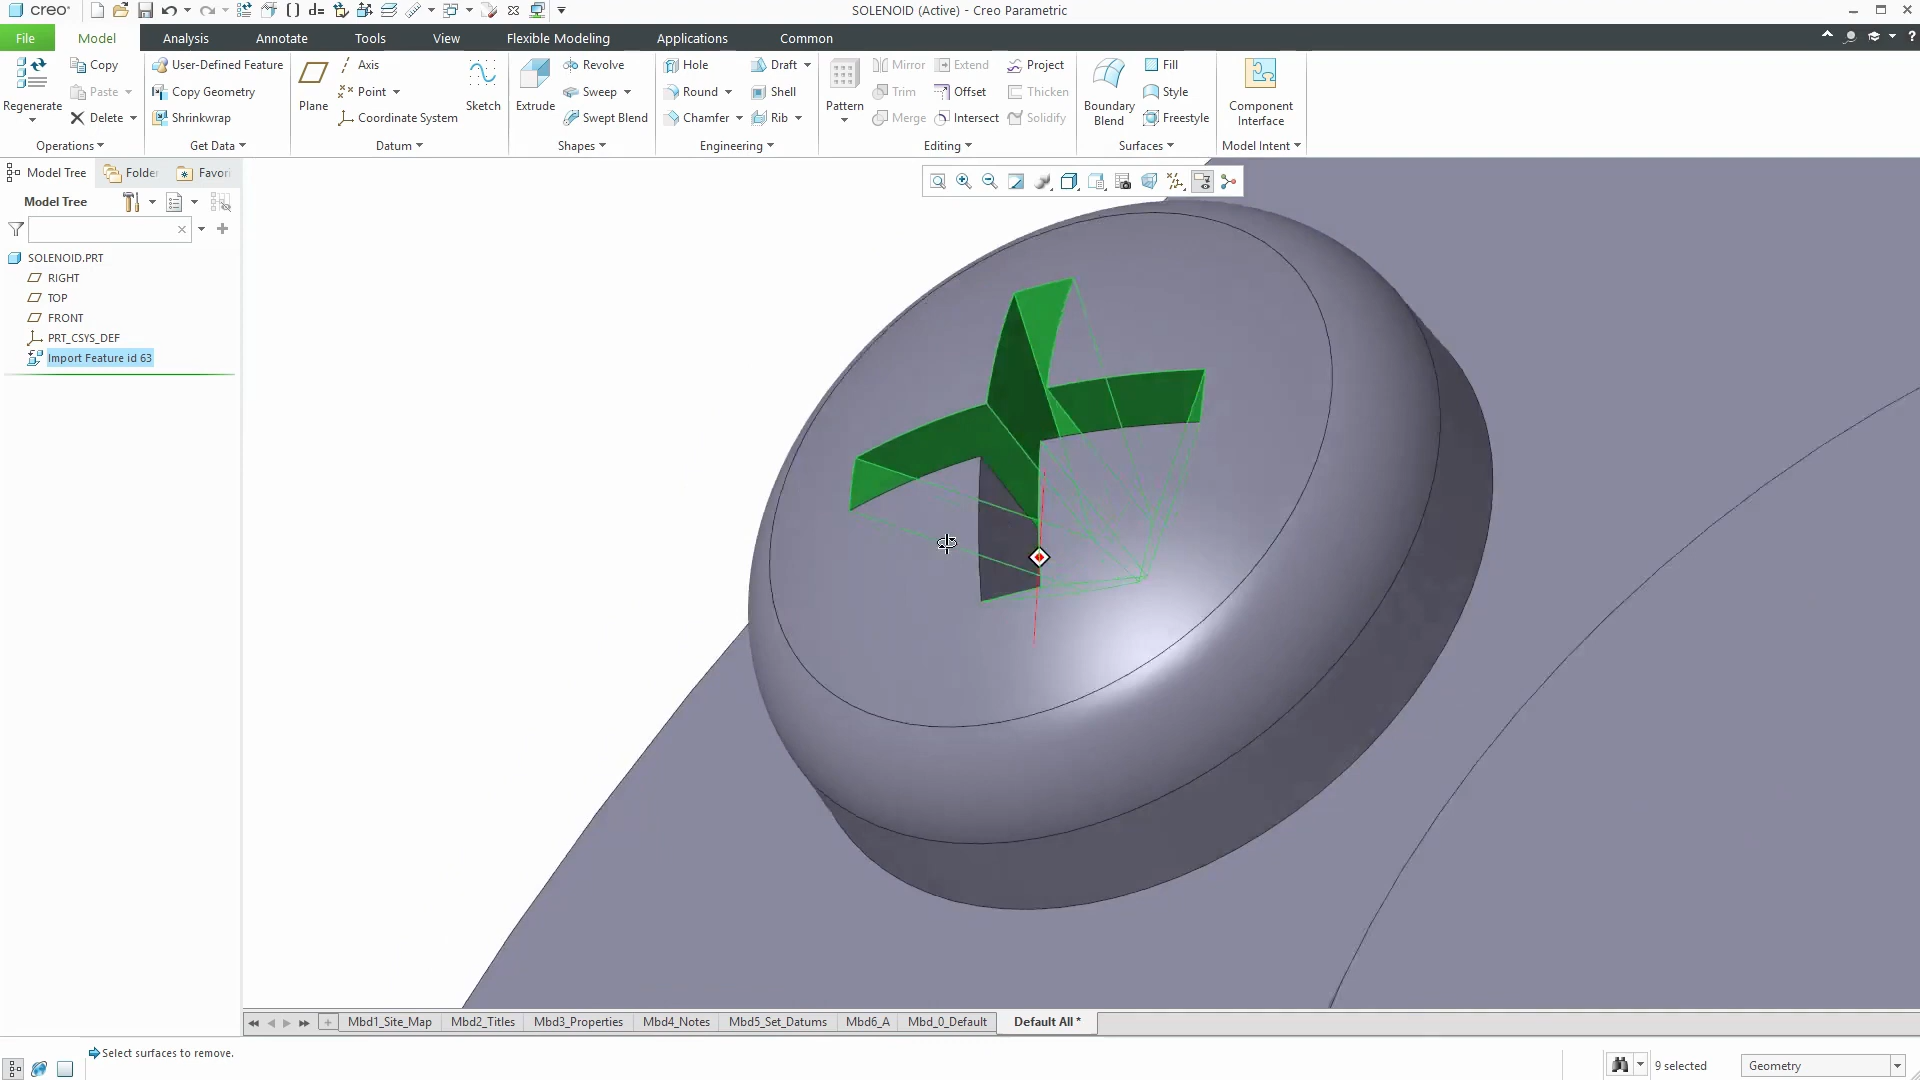 creo
d=
SOLENOID (Active) - Creo Parametric
File
Model
Analysis
Annotate
Tools
View
Flexible Modeling
Applications
Common
Regenerate
Copy
Paste
Delete
Operations
User-Defined Feature
Copy Geometry
Shrinkwrap
Get Data
Plane
Axis
Point
Coordinate System
Sketch
Datum
Extrude
Revolve
Sweep
Swept Blend
Shapes
Hole
Round
Chamfer
Draft
Shell
Rib
Engineering
Pattern
Mirror
Trim
Merge
Extend
Offset
Intersect
Project
Thicken
Solidify
Editing
Boundary
Blend
Fill
Style
Freestyle
Surfaces
Component
Interface
Model Intent
Model Tree
Folder
Favori
Model Tree
SOLENOID.PRT
RIGHT
TOP
FRONT
PRT_CSYS_DEF
Import Feature id 63
Mbd1_Site_Map
Mbd2_Titles
Mbd3_Properties
Mbd4_Notes
Mbd5_Set_Datums
Mbd6_A
Mbd_0_Default
Default All *
Select surfaces to remove.
9 selected
Geometry